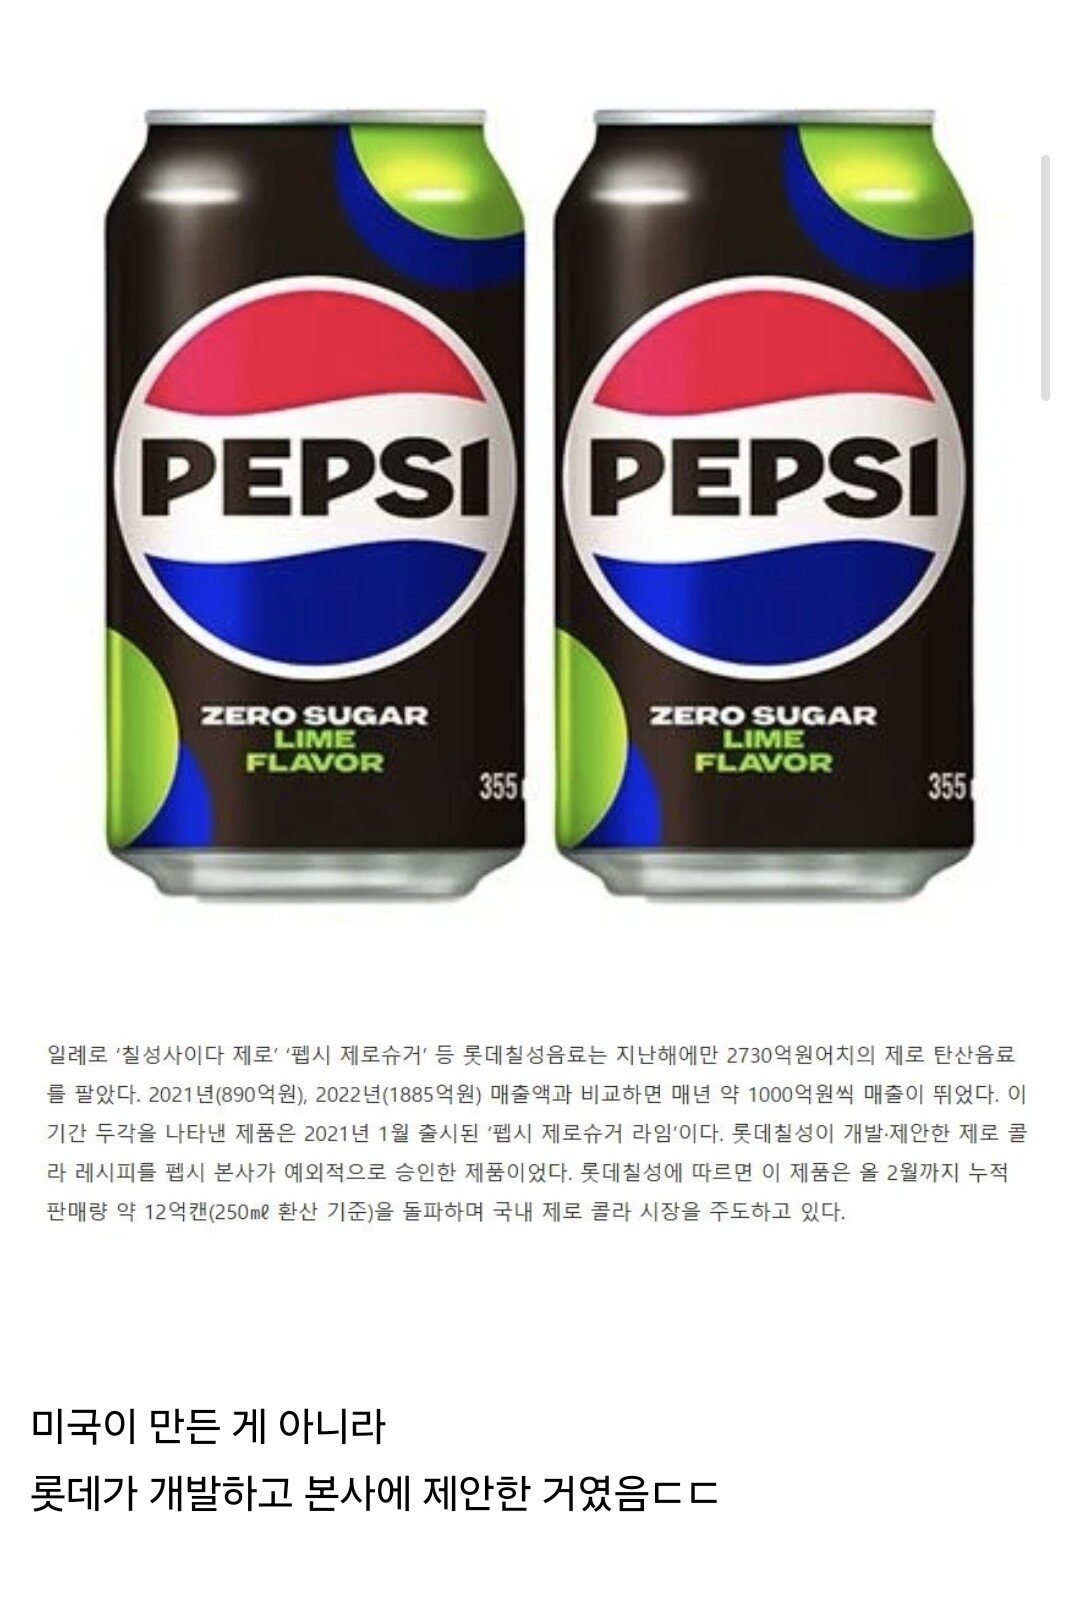 PEPSI
ZERO SUGAR
LIME
FLAVOR
355
PEPSI
ZERO SUGAR
LIME
FLAVOR
355
일례로 ‘칠성사이다 제로’ ‘펩시 제로슈거’ 등 롯데칠성음료는 지난해에만 2730억원어치의 제로 탄산음료
를 팔았다. 2021년(890억원), 2022년(1885억원) 매출액과 비교하면 매년 약 1000억원씩 매출이 뛰었다. 이
기간 두각을 나타낸 제품은 2021년 1월 출시된 ‘펩시 제로슈거 라임’이다. 롯데칠성이 개발·제안한 제로 콜
라 레시피를 펩시 본사가 예외적으로 승인한 제품이었다. 롯데칠성에 따르면 이 제품은 올 2월까지 누적
판매량 약 12억캔(250㎖ 환산 기준)을 돌파하며 국내 제로 콜라 시장을 주도하고 있다.
미국이 만든 게 아니라
롯데가 개발하고 본사에 제안한 거였음ㄷㄷ